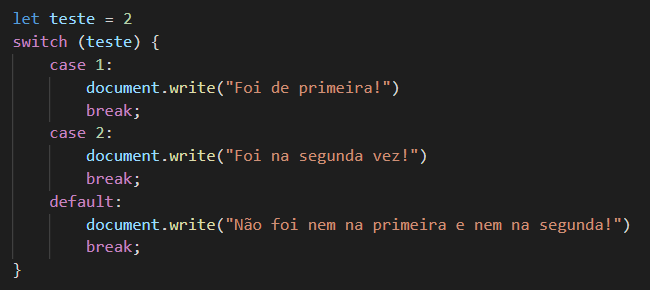 let teste = 2
switch (teste) {
    case 1:
        document.write("Foi de primeira!")
        break;
    case 2:
        document.write("Foi na segunda vez!")
        break;
    default:
        document.write("Não foi nem na primeira e nem na segunda!")
        break;
}